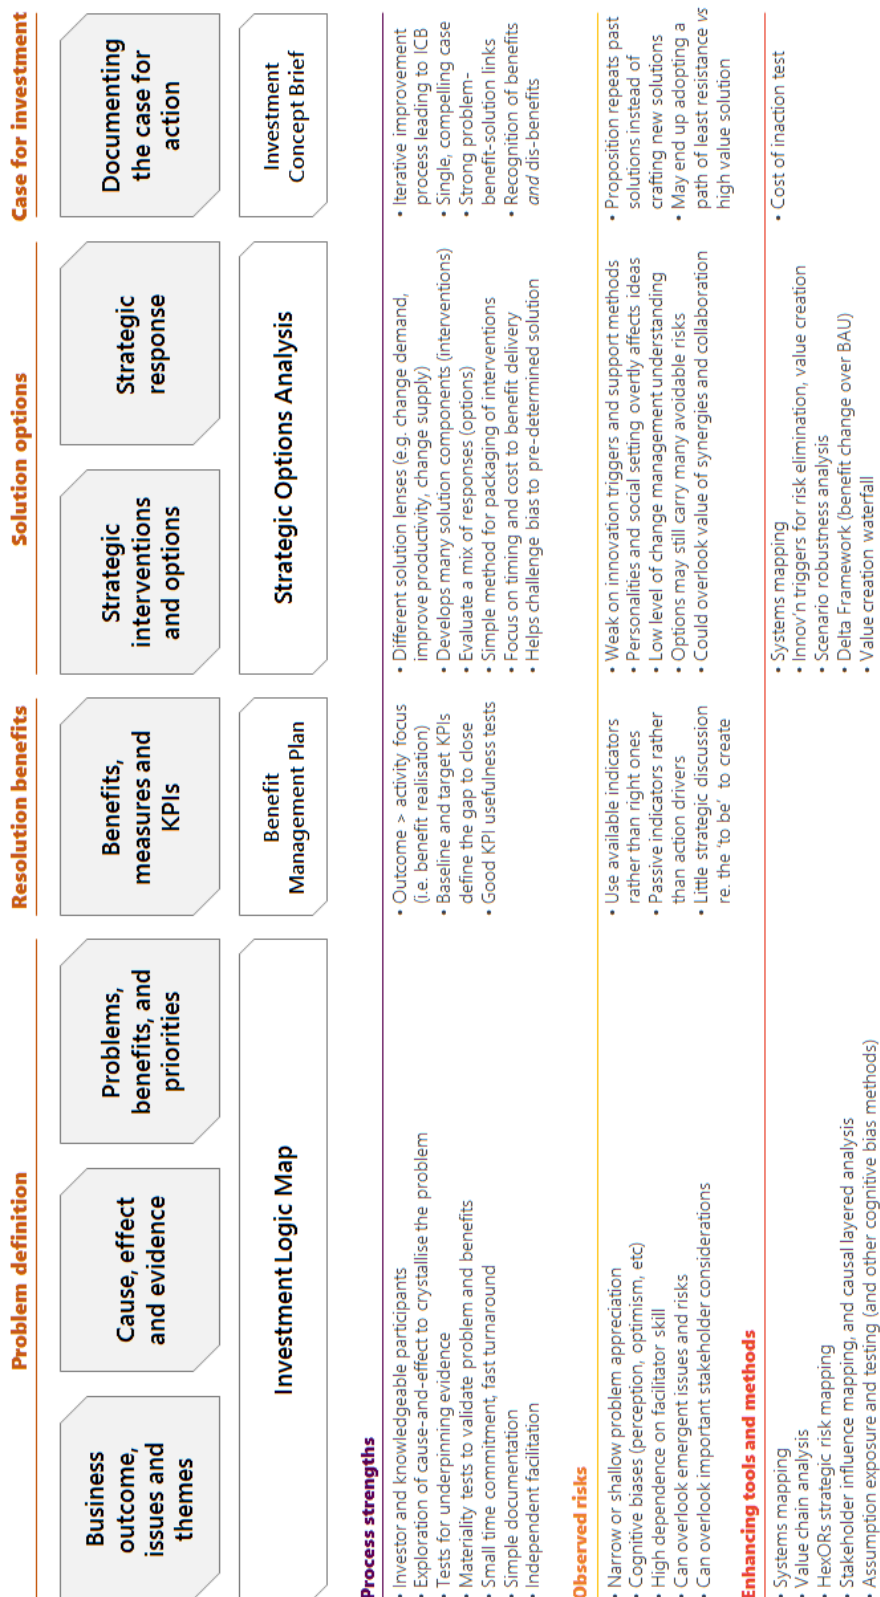 Problem definition
Resolution benefits
Solution options
Case for investment
Business
outcome,
issues and
themes
Cause, effect
and evidence
Problems,
benefits, and
priorities
Benefits,
measures and
KPIs
Strategic
interventions
and options
Strategic
response
Documenting
the case for
action
Investment Logic Map
Benefit
Management Plan
Strategic Options Analysis
Investment
Concept Brief
Process strengths
• Investor and knowledgeable participants
• Exploration of cause-and-effect to crystallise the problem
• Tests for underpinning evidence
• Materiality tests to validate problem and benefits
• Small time commitment, fast turnaround
• Simple documentation
• Independent facilitation
• Outcome > activity focus
(i.e. benefit realisation)
• Baseline and target KPIs
define the gap to close
• Good KPI usefulness tests
• Different solution lenses (e.g. change demand,
improve productivity, change supply)
• Develops many solution components (interventions)
• Evaluate a mix of responses (options)
• Simple method for packaging of interventions
• Focus on timing and cost to benefit delivery
• Helps challenge bias to pre-determined solution
• Iterative improvement
process leading to ICB
• Single, compelling case
• Strong problem-
benefit-solution links
• Recognition of benefits
and dis-benefits
Observed risks
• Narrow or shallow problem appreciation
• Cognitive biases (perception, optimism, etc)
• High dependence on facilitator skill
• Can overlook emergent issues and risks
• Can overlook important stakeholder considerations
• Use available indicators
rather than right ones
• Passive indicators rather
than action drivers
• Little strategic discussion
re. the 'to be' to create
• Weak on innovation triggers and support methods
• Personalities and social setting overtly affects ideas
• Low level of change management understanding
• Options may still carry many avoidable risks
• Could overlook value of synergies and collaboration
• Proposition repeats past
solutions instead of
crafting new solutions
• May end up adopting a
path of least resistance vs
high value solution
Enhancing tools and methods
• Systems mapping
• Value chain analysis
• HexORs strategic risk mapping
• Stakeholder influence mapping, and causal layered analysis
• Assumption exposure and testing (and other cognitive bias methods)
• Systems mapping
• Innov'n triggers for risk elimination, value creation
• Scenario robustness analysis
• Delta Framework (benefit change over BAU)
• Value creation waterfall
• Cost of inaction test